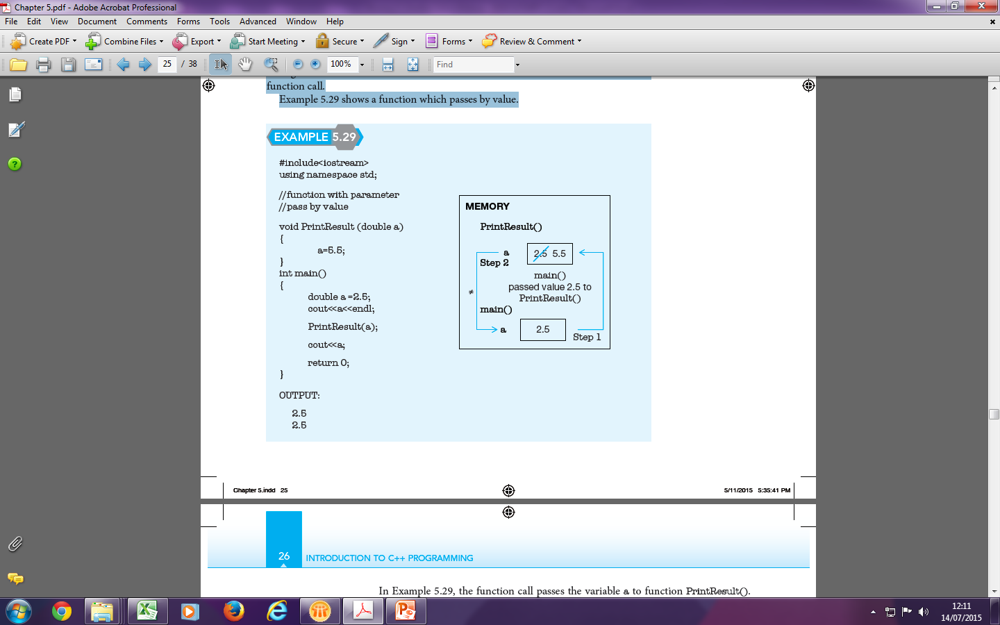 Chapter 5.pdf - Adobe Acrobat Professional
File Edit View Document Comments Forms Tools Advanced Window Help
Create PDF Combine Files Export Start Meeting Secure Sign Forms Review & Comment
25 / 38 100% Find
function call.
Example 5.29 shows a function which passes by value.
EXAMPLE 5.29
#include<iostream>
using namespace std;
//function with parameter
//pass by value
void PrintResult (double a)
{
a=5.5;
}
int main()
{
double a =2.5;
cout<<a<<endl;
PrintResult(a);
cout<<a;
return 0;
}
OUTPUT:
2.5
2.5
MEMORY
PrintResult()
a 2.5 5.5
Step 2
main()
passed value 2.5 to
PrintResult()
≠
main()
a 2.5
Step 1
Chapter 5.indd 25 5/11/2015 5:35:41 PM
26 INTRODUCTION TO C++ PROGRAMMING
In Example 5.29, the function call passes the variable a to function PrintResult().
12:11
14/07/2015